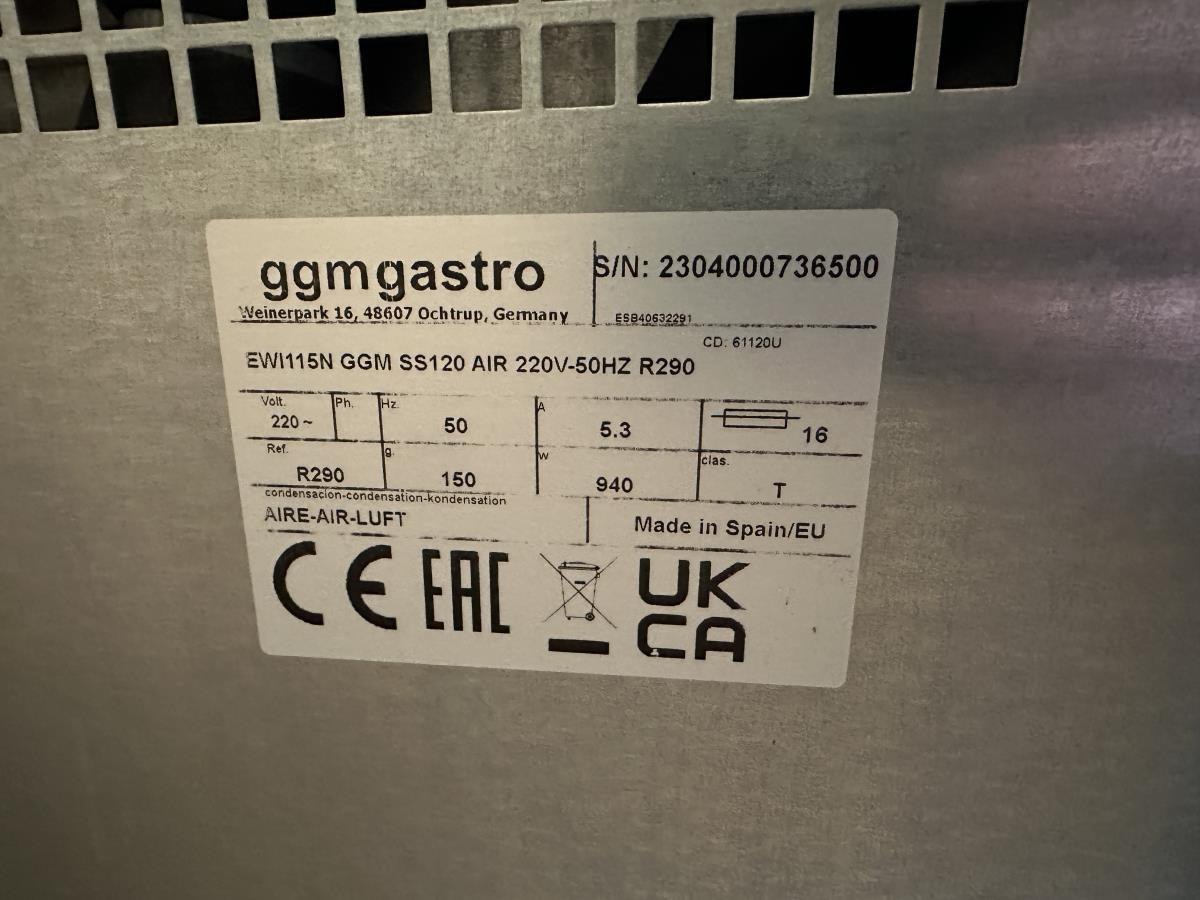 ggmgastro
S/N: 2304000736500
Weinerpark 16, 48607 Ochtrup, Germany
ESB40632291
CD: 61120U
EWI115N GGM SS120 AIR 220V-50HZ R290
Volt. Ph. Hz. A
220~ 50 5.3 16
Ref. g. w clas.
R290 150 940 T
condensacion-condensation-kondensation
AIRE-AIR-LUFT
Made in Spain/EU
CE EAC UK
CA